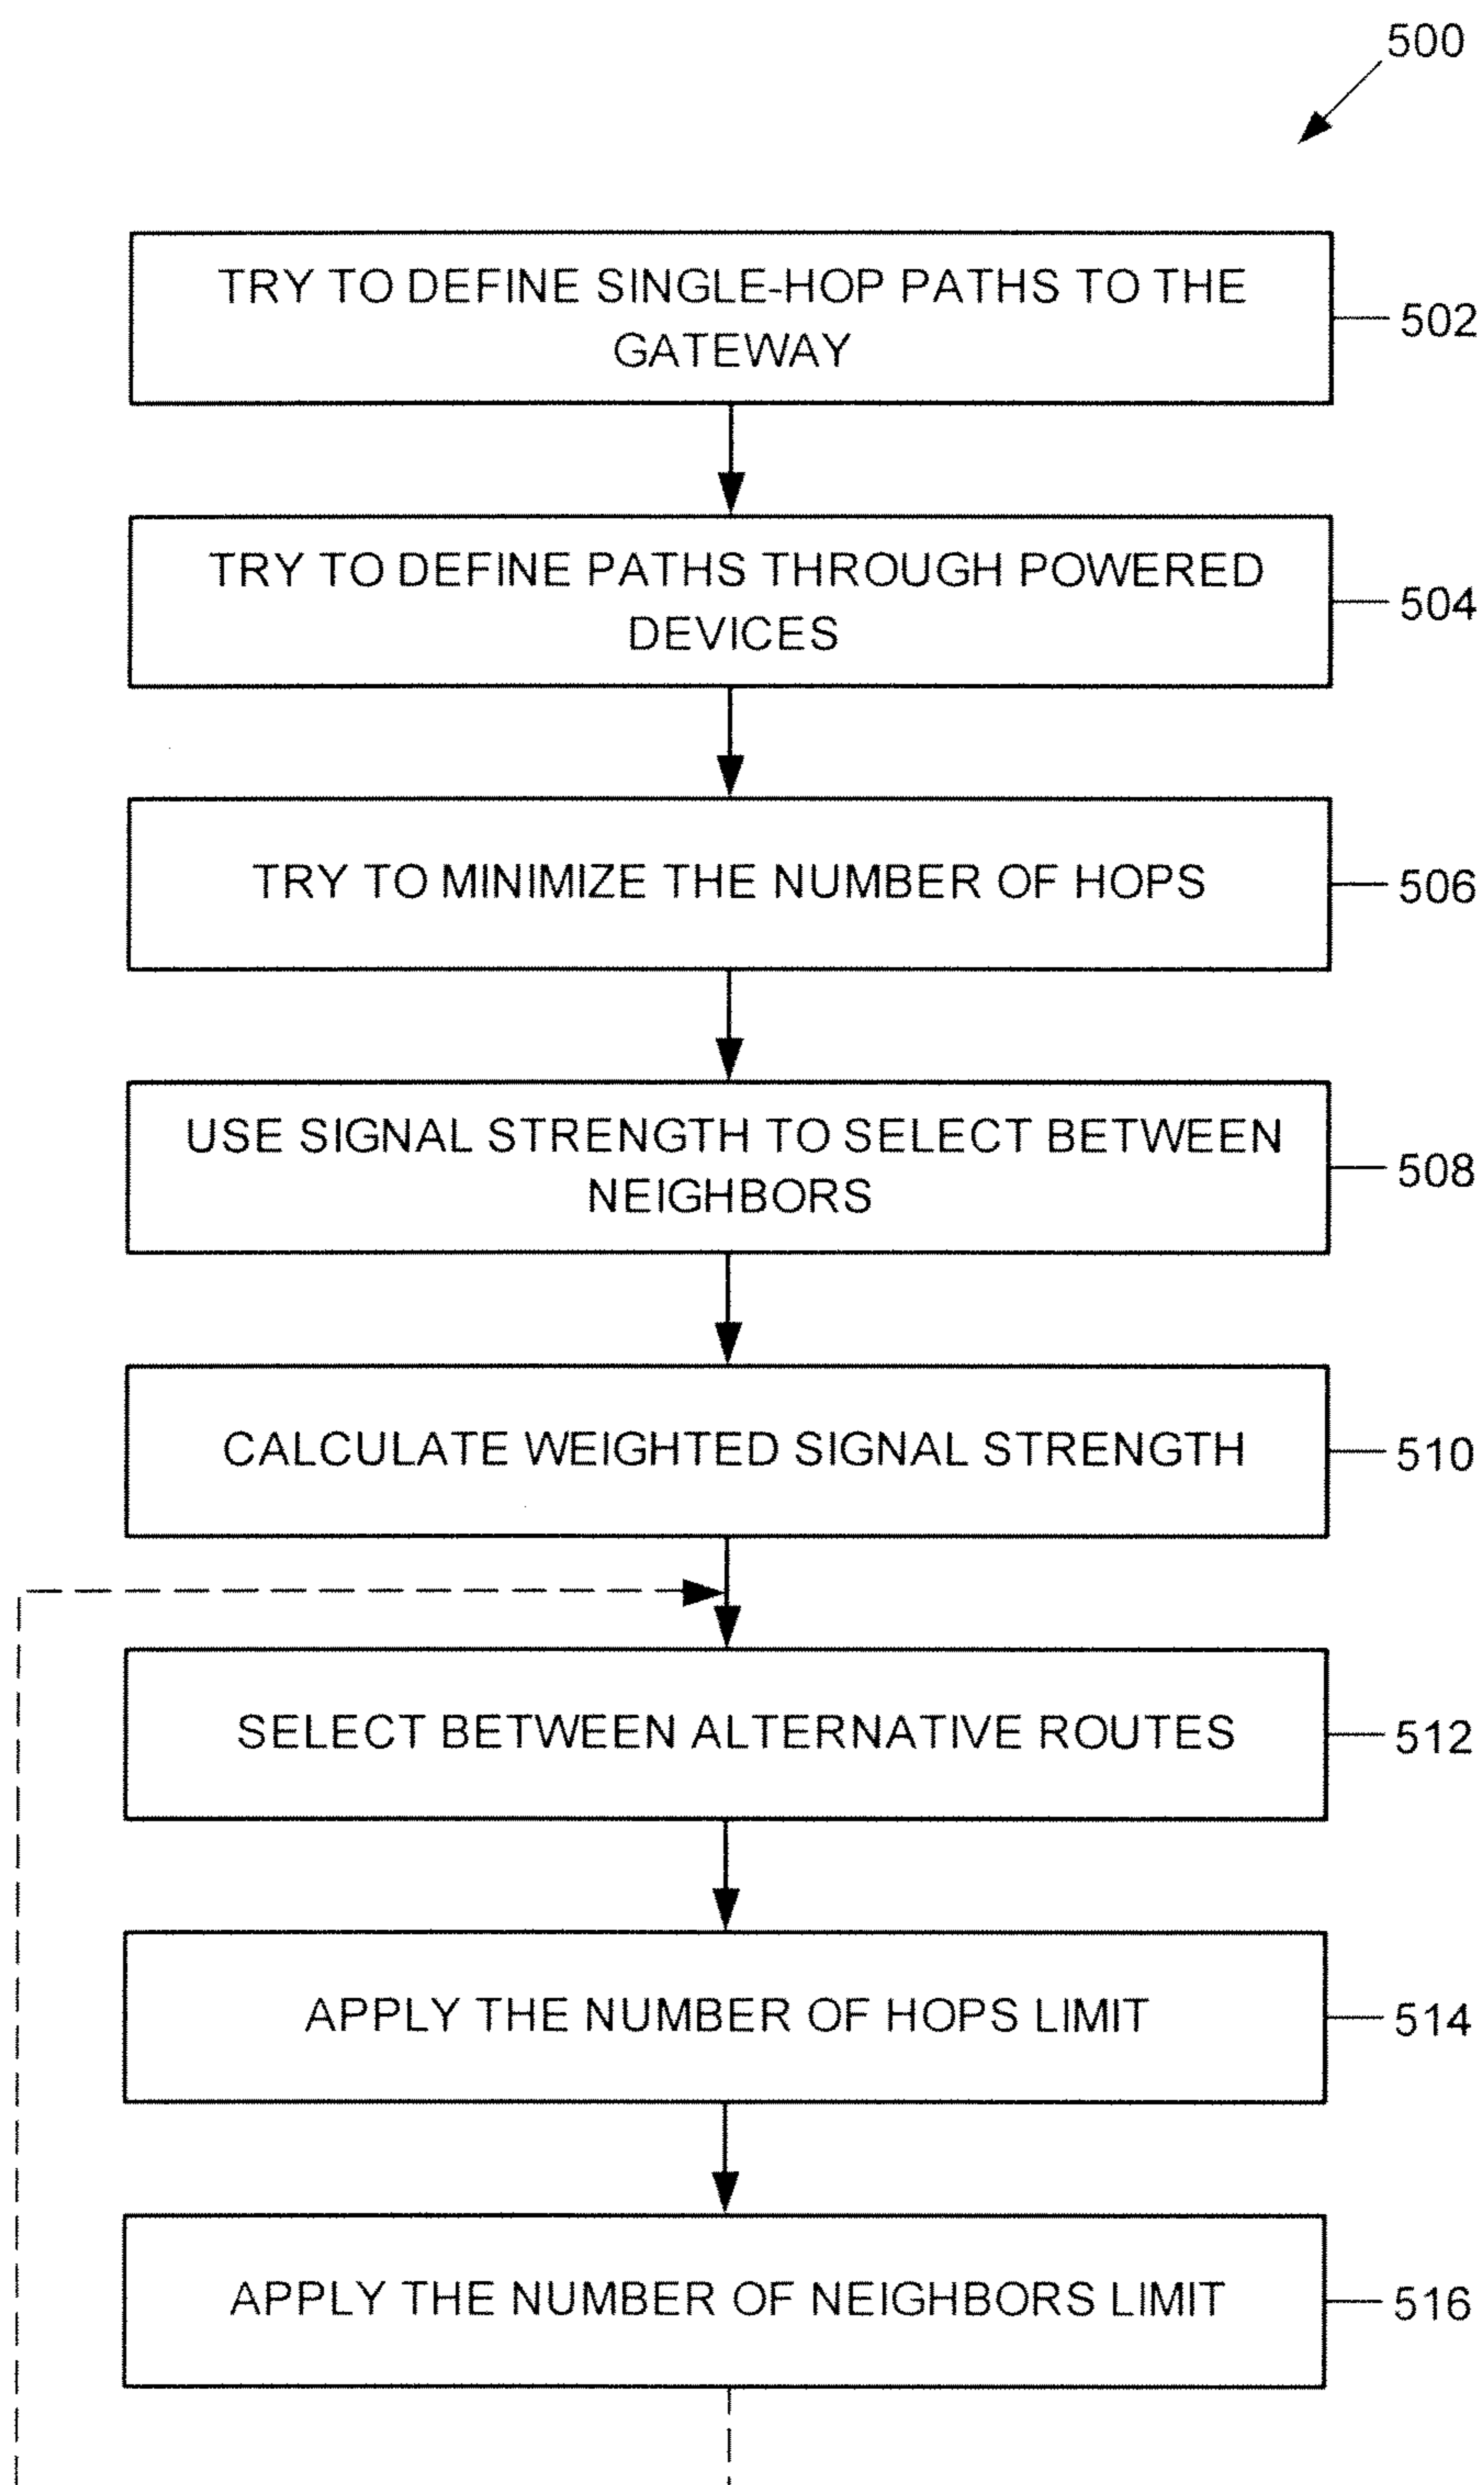 500
TRY TO DEFINE SINGLE-HOP PATHS TO THE
GATEWAY
502
TRY TO DEFINE PATHS THROUGH POWERED
DEVICES
504
TRY TO MINIMIZE THE NUMBER OF HOPS
506
USE SIGNAL STRENGTH TO SELECT BETWEEN
NEIGHBORS
508
CALCULATE WEIGHTED SIGNAL STRENGTH
510
SELECT BETWEEN ALTERNATIVE ROUTES
512
APPLY THE NUMBER OF HOPS LIMIT
514
APPLY THE NUMBER OF NEIGHBORS LIMIT
516